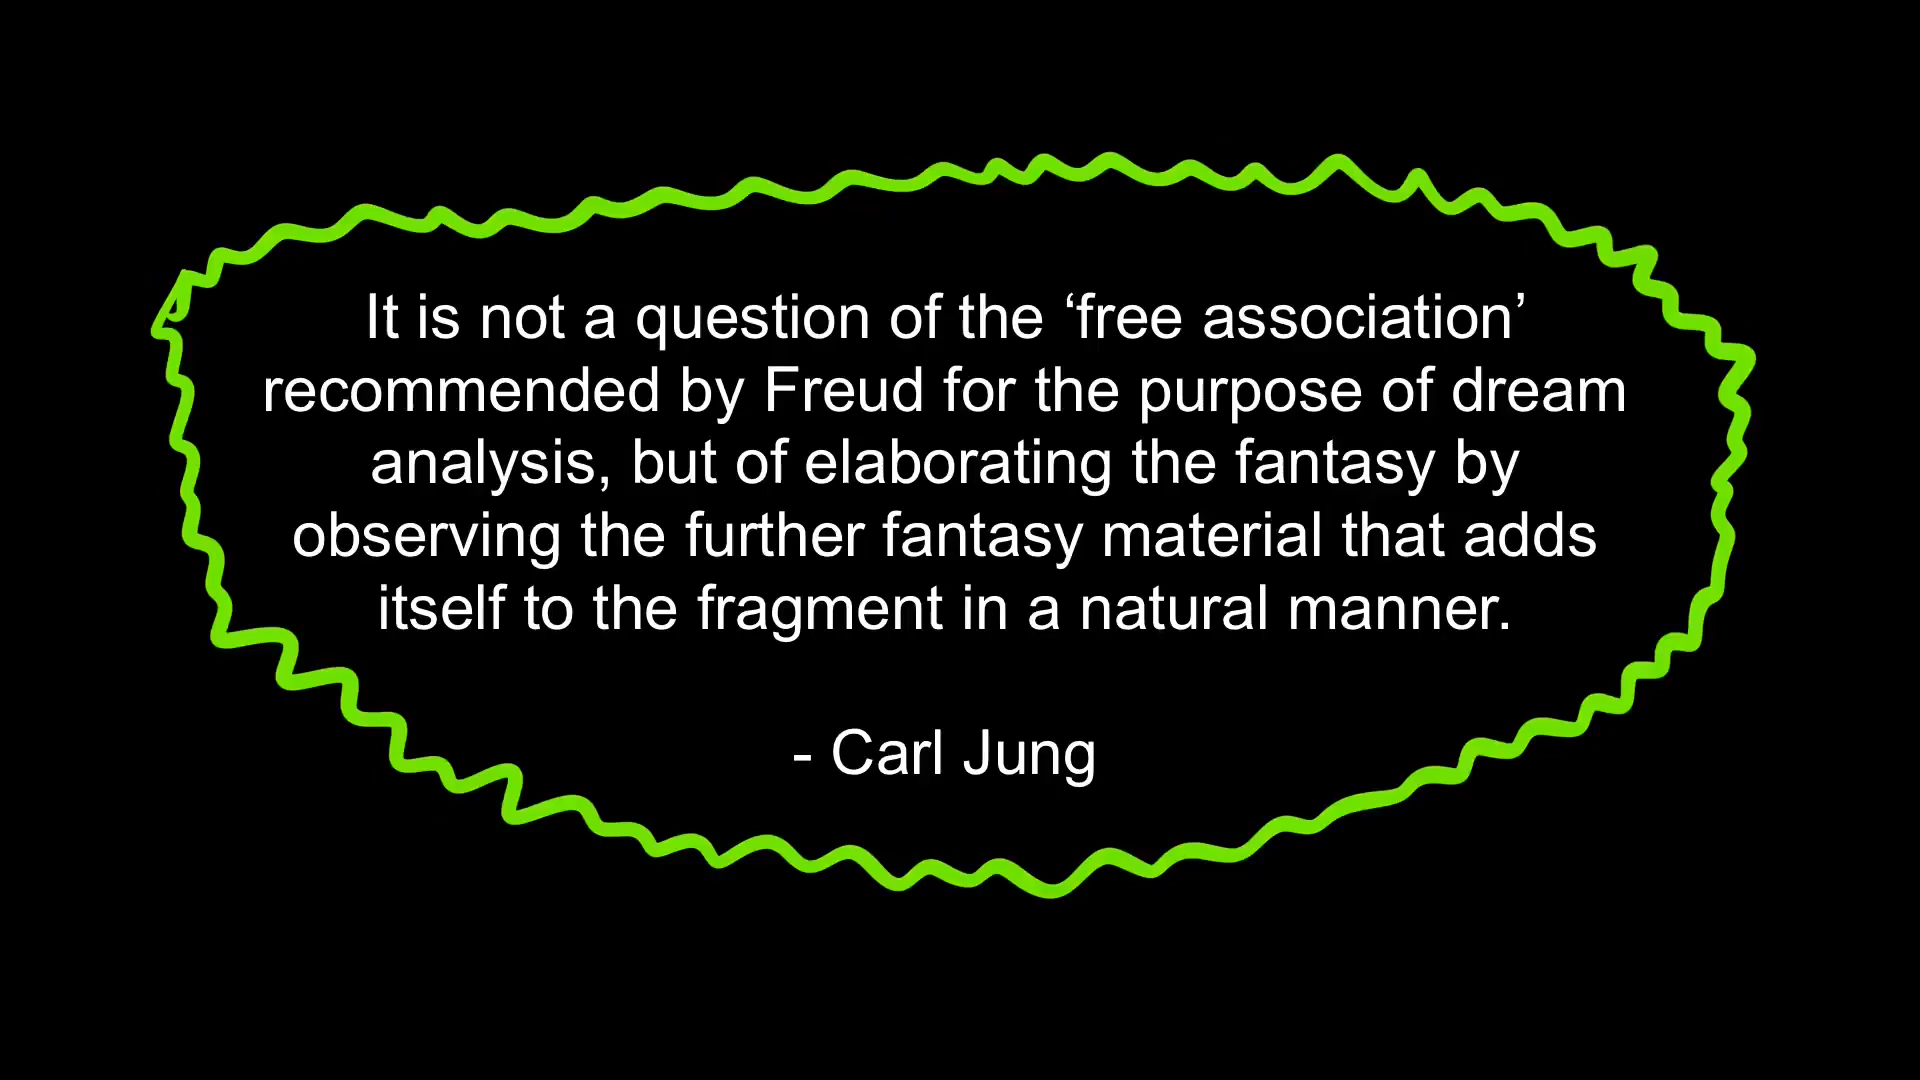 It is not a question of the ‘free association’
recommended by Freud for the purpose of dream
analysis, but of elaborating the fantasy by
observing the further fantasy material that adds
itself to the fragment in a natural manner.
- Carl Jung